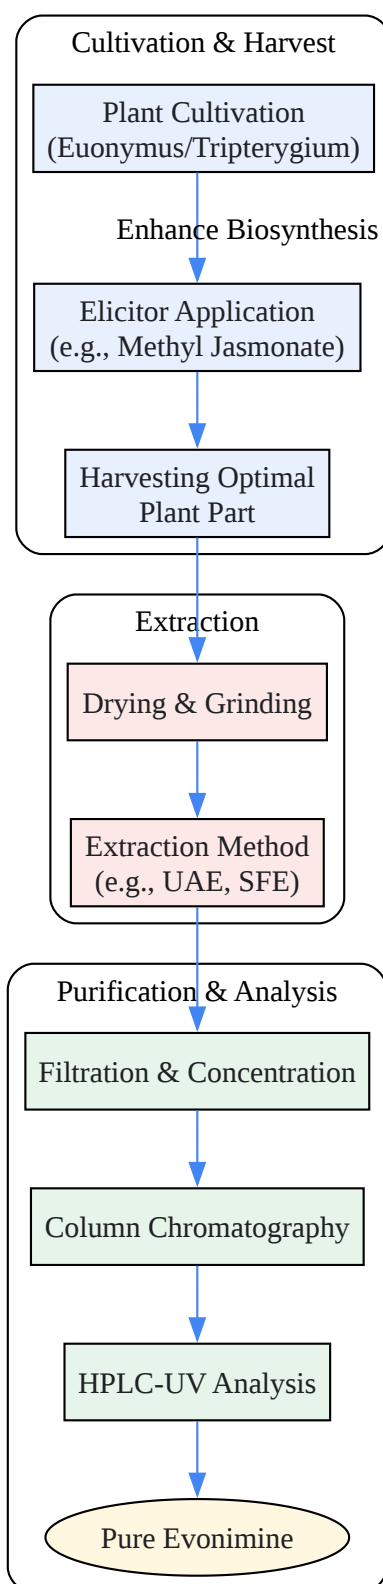 Cultivation & Harvest
Plant Cultivation
(Euonymus/Tripterygium)
Enhance Biosynthesis
Elicitor Application
(e.g., Methyl Jasmonate)
Harvesting Optimal
Plant Part
Extraction
Drying & Grinding
Extraction Method
(e.g., UAE, SFE)
Purification & Analysis
Filtration & Concentration
Column Chromatography
HPLC-UV Analysis
Pure Evonimine